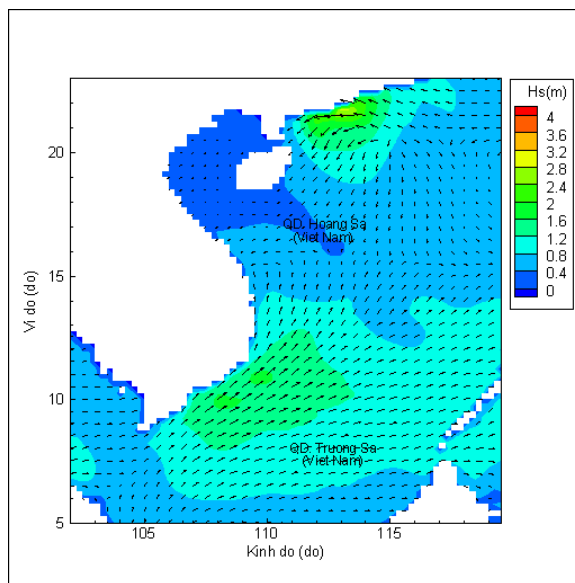 Hs(m)
4
3.6
3.2
2.8
2.4
2
1.6
1.2
0.8
0.4
0
20
15
10
5
Vi do (do)
QD. Hoang Sa
(Viet Nam)
QD. Truong Sa
(Viet Nam)
105
110
115
Kinh do (do)